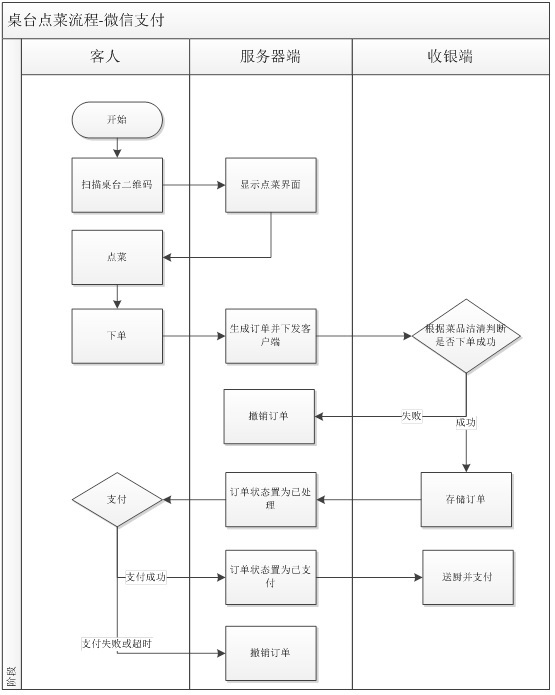 桌台点菜流程-微信支付
客人
服务器端
收银端
开始
扫描桌台二维码
显示点菜界面
点菜
下单
生成订单并下发客
户端
根据菜品沽清判断
是否下单成功
撤销订单
失败
成功
支付
订单状态置为已处
理
存储订单
支付成功
订单状态置为已支
付
送厨并支付
支付失败或超时
撤销订单
阶段